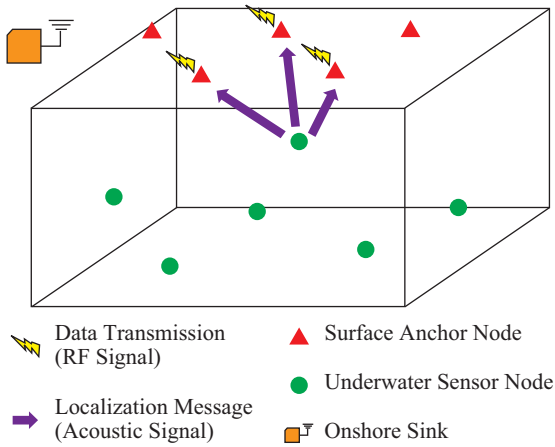 Data Transmission
(RF Signal)
Surface Anchor Node
Underwater Sensor Node
Localization Message
(Acoustic Signal)
Onshore Sink